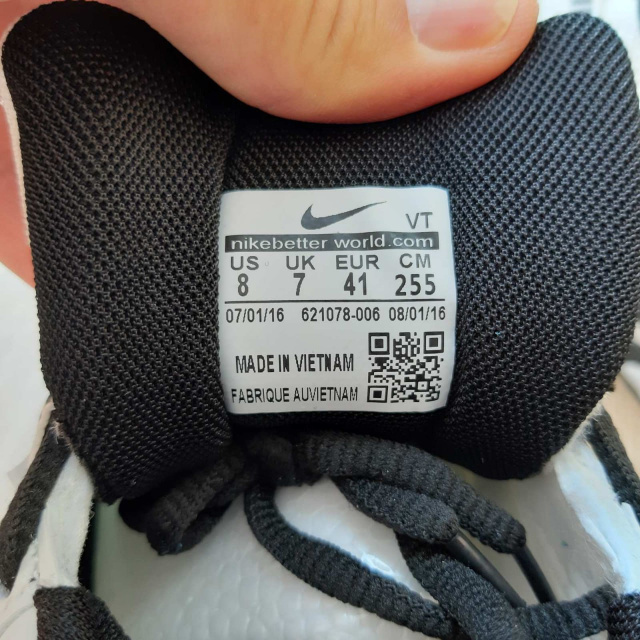 VT
nikebetter world.com
US UK EUR CM
8 7 41 255
07/01/16 621078-006 08/01/16
MADE IN VIETNAM
FABRIQUE AUVIETNAM